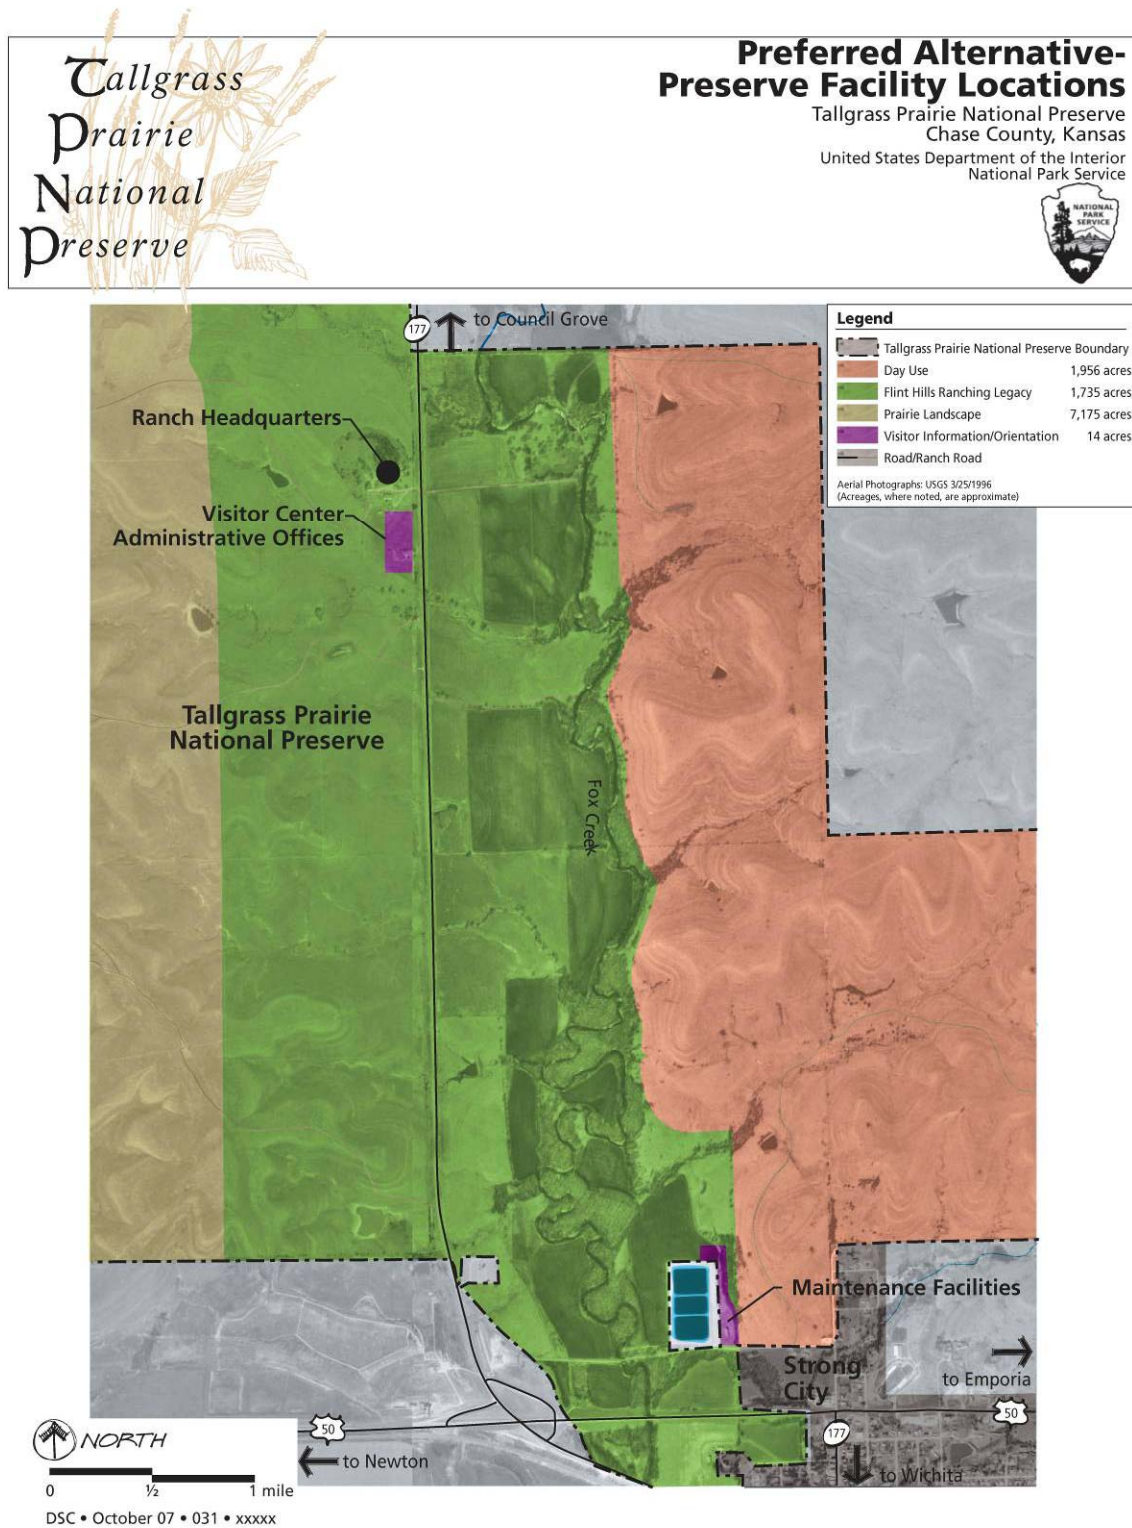 Tallgrass
Prairie
National
Preserve
Preferred Alternative-
Preserve Facility Locations
Tallgrass Prairie National Preserve
Chase County, Kansas
United States Department of the Interior
National Park Service
NATIONAL
PARK
SERVICE
177
to Council Grove
Legend
Tallgrass Prairie National Preserve Boundary
Day Use 1,956 acres
Flint Hills Ranching Legacy 1,735 acres
Prairie Landscape 7,175 acres
Visitor Information/Orientation 14 acres
Road/Ranch Road
Aerial Photographs: USGS 3/25/1996
(Acreages, where noted, are approximate)
Ranch Headquarters
Visitor Center
Administrative Offices
Tallgrass Prairie
National Preserve
Fox Creek
Maintenance Facilities
Strong
City
to Emporia
50
177
50
to Newton
to Wichita
NORTH
0 ½ 1 mile
DSC • October 07 • 031 • xxxxx